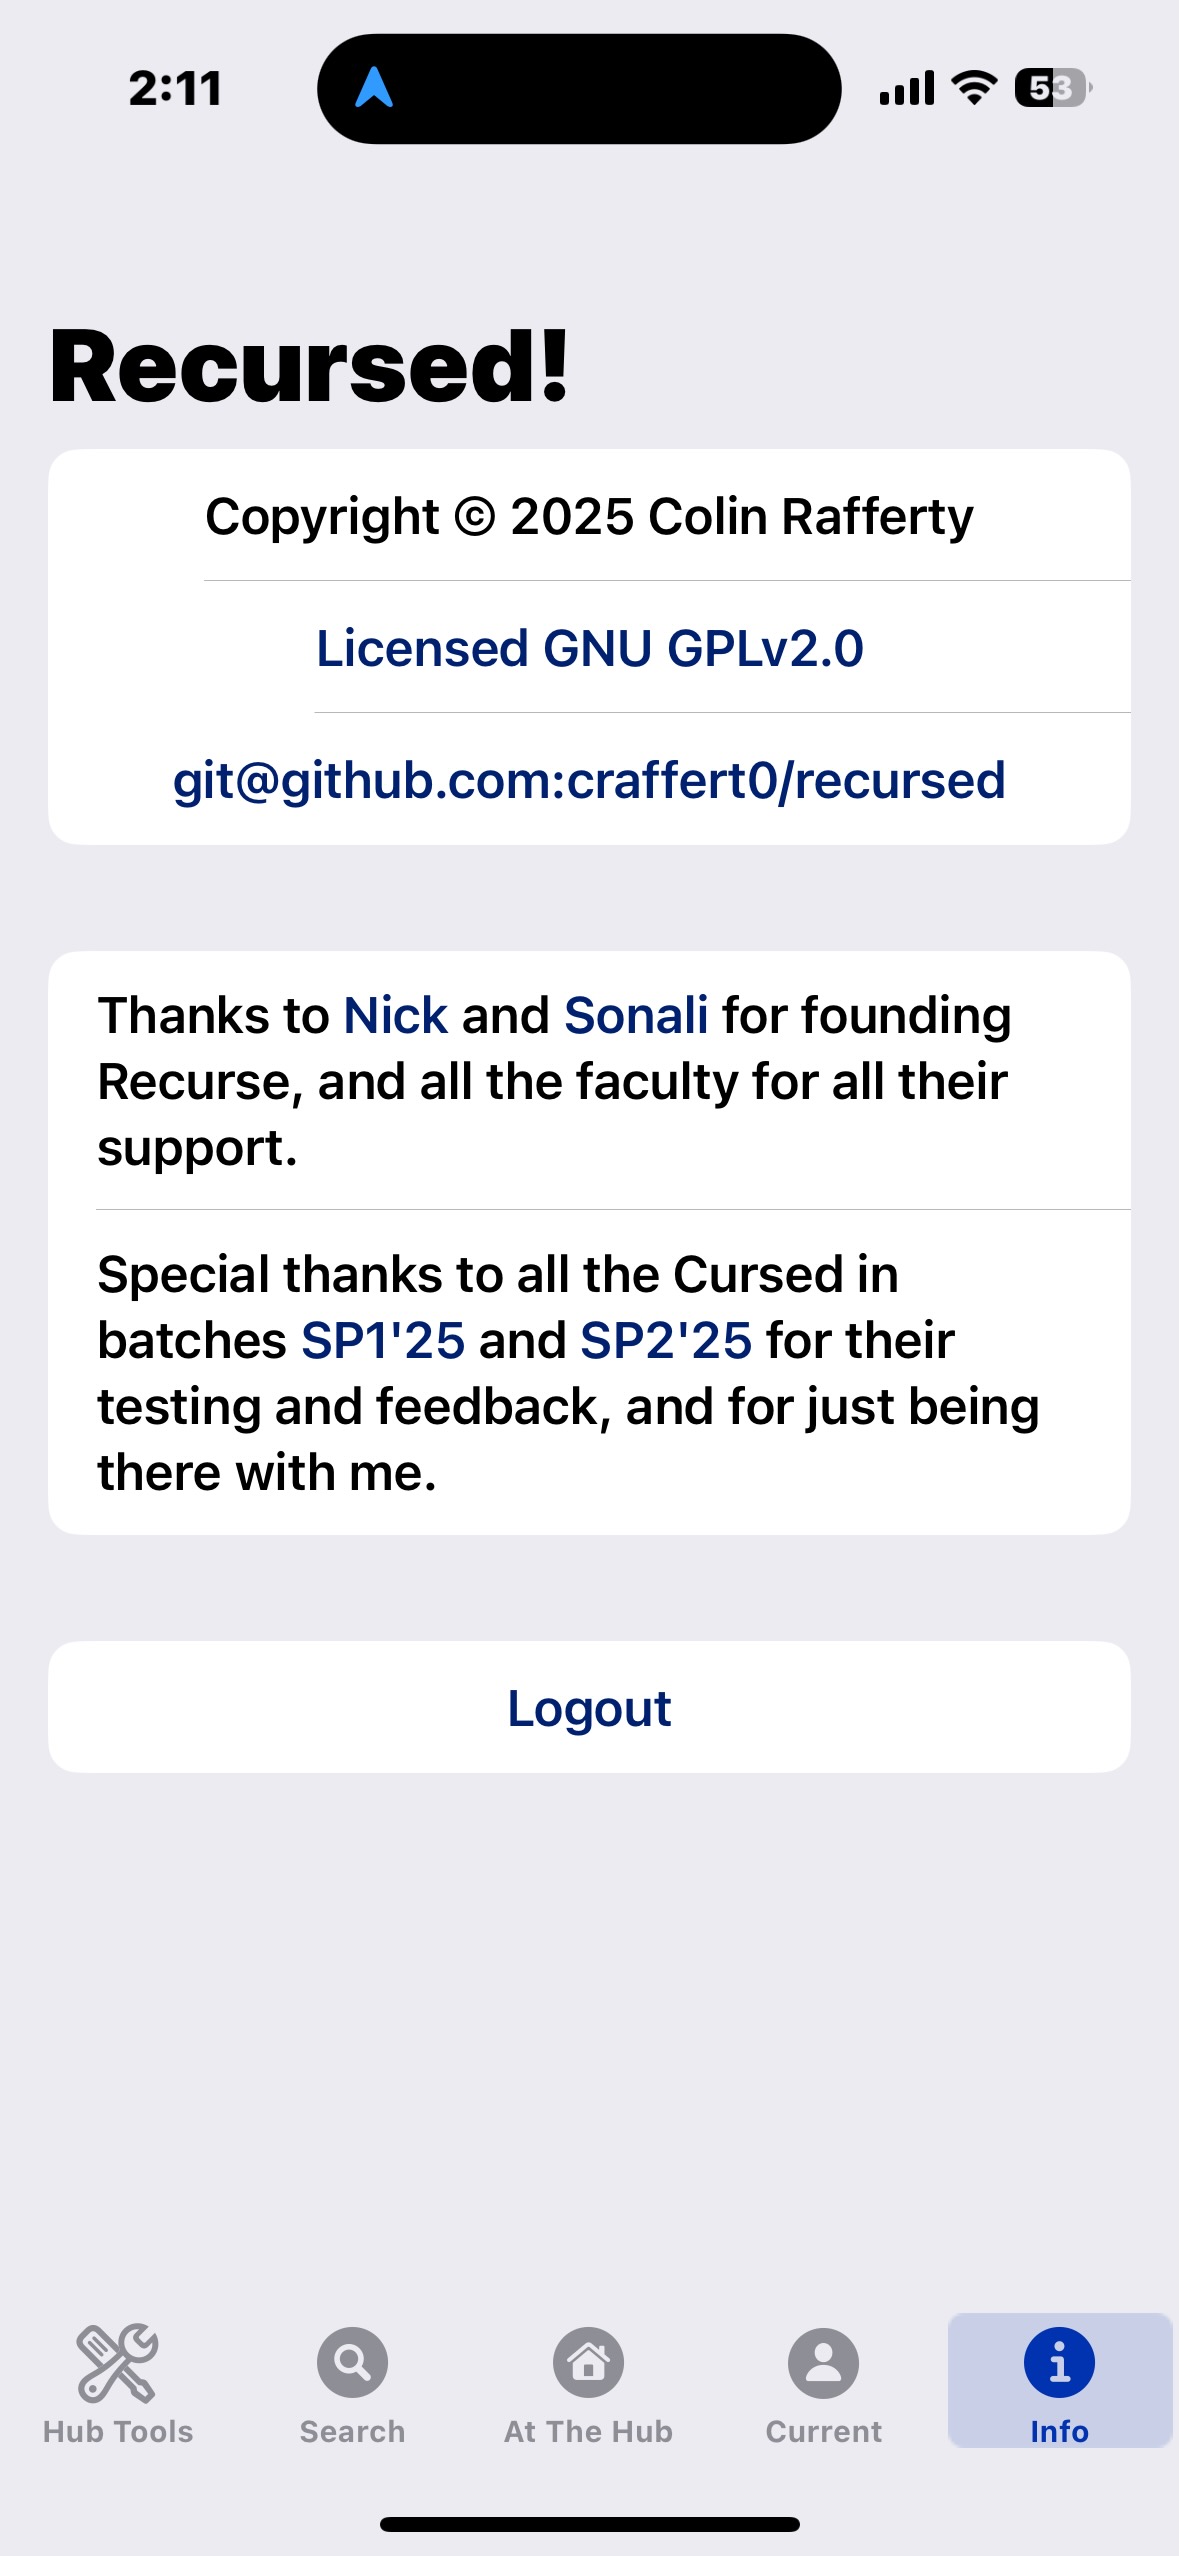 2:11
53
Recursed!
Copyright © 2025 Colin Rafferty
Licensed GNU GPLv2.0
git@github.com:craffert0/recursed
Thanks to Nick and Sonali for founding
Recurse, and all the faculty for all their
support.
Special thanks to all the Cursed in
batches SP1'25 and SP2'25 for their
testing and feedback, and for just being
there with me.
Logout
Hub Tools
Search
At The Hub
Current
Info